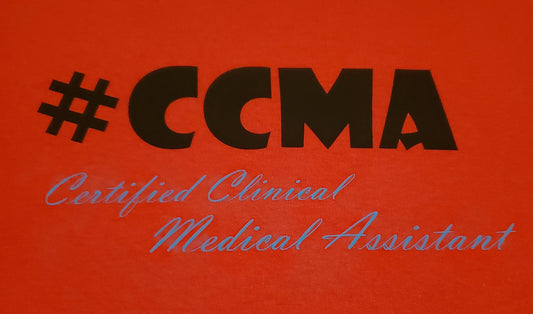 #CCMA
Certified Clinical
Medical Assistant